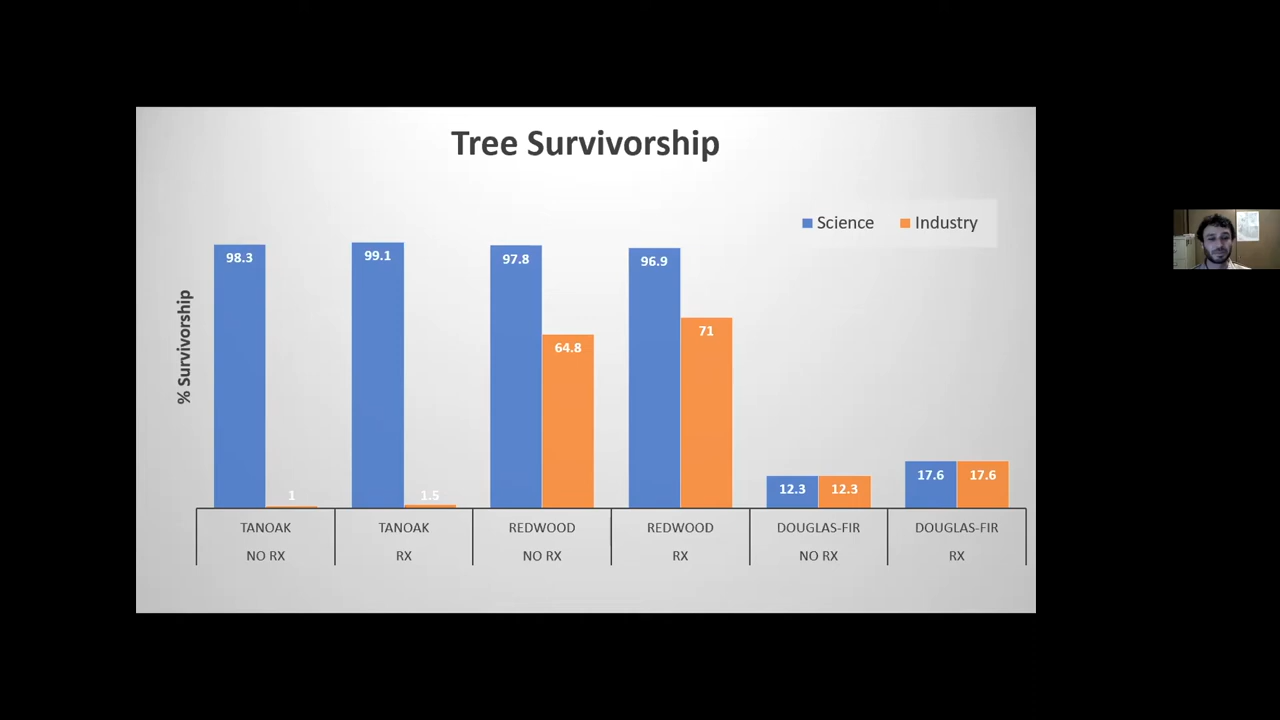 Tree Survivorship
Science Industry
% Survivorship
98.3 1 99.1 1.5 97.8 64.8 96.9 71 12.3 12.3 17.6 17.6
TANOAK TANOAK REDWOOD REDWOOD DOUGLAS-FIR DOUGLAS-FIR
NO RX RX NO RX RX NO RX RX